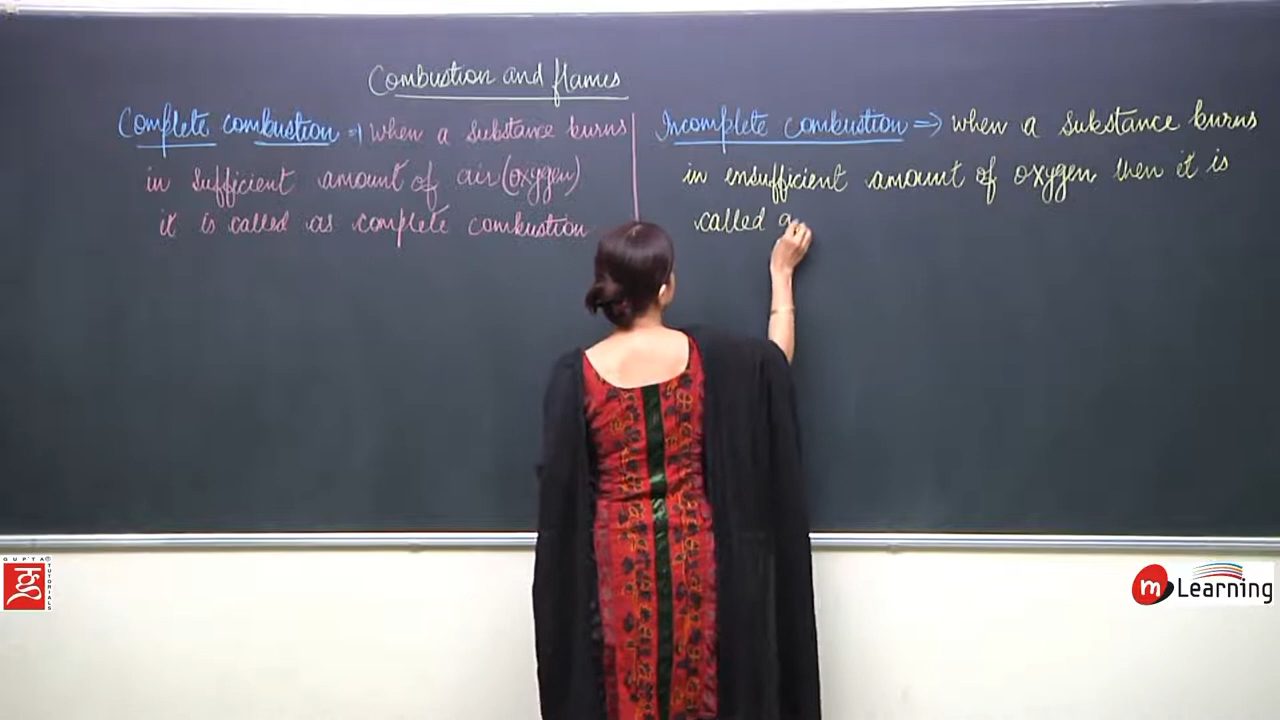 Combustion and flames
Complete combustion ⇒ when a substance burns
in sufficient amount of air (oxygen)
it is called as complete combustion
Incomplete combustion ⇒ when a substance burns
in ensufficient amount of oxygen then it is
called a
GUPTA
TUTORIALS
m Learning